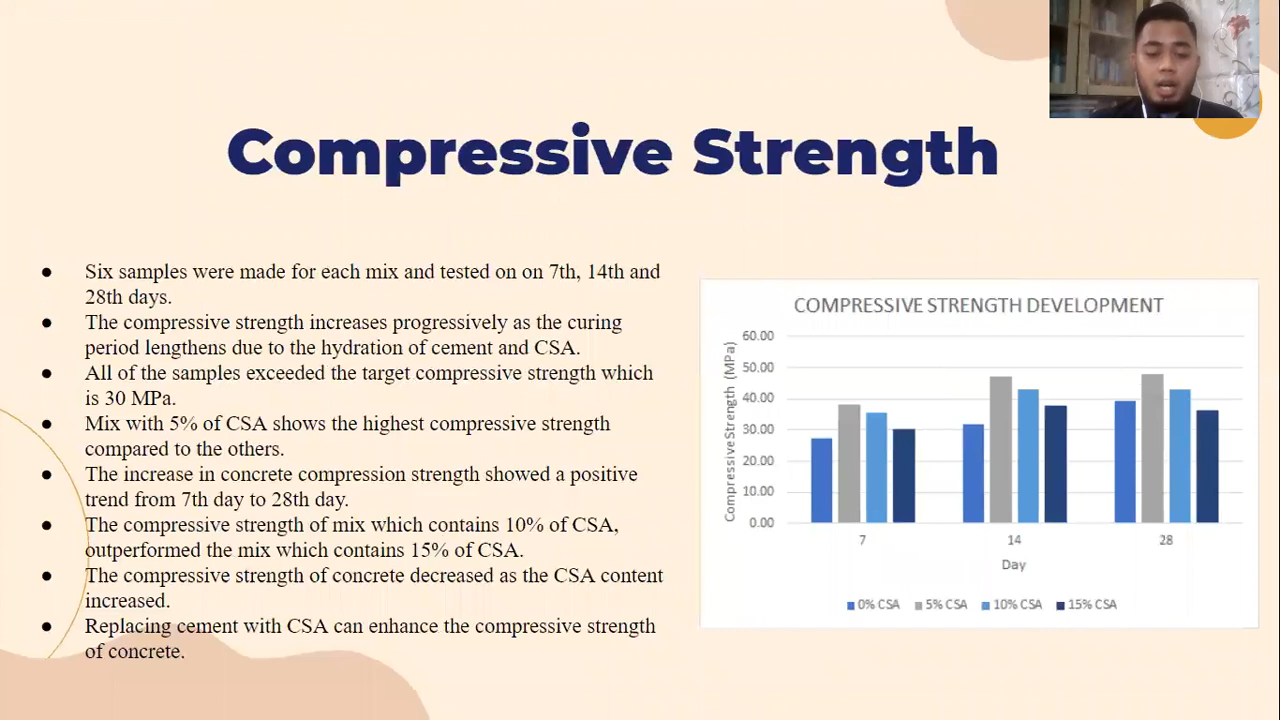 Compressive Strength
● Six samples were made for each mix and tested on on 7th, 14th and
28th days.
● The compressive strength increases progressively as the curing
period lengthens due to the hydration of cement and CSA.
● All of the samples exceeded the target compressive strength which
is 30 MPa.
● Mix with 5% of CSA shows the highest compressive strength
compared to the others.
● The increase in concrete compression strength showed a positive
trend from 7th day to 28th day.
● The compressive strength of mix which contains 10% of CSA,
outperformed the mix which contains 15% of CSA.
● The compressive strength of concrete decreased as the CSA content
increased.
● Replacing cement with CSA can enhance the compressive strength
of concrete.
COMPRESSIVE STRENGTH DEVELOPMENT
Compressive Strength (MPa)
60.00
50.00
40.00
30.00
20.00
10.00
0.00
7 14 28
Day
0% CSA 5% CSA 10% CSA 15% CSA